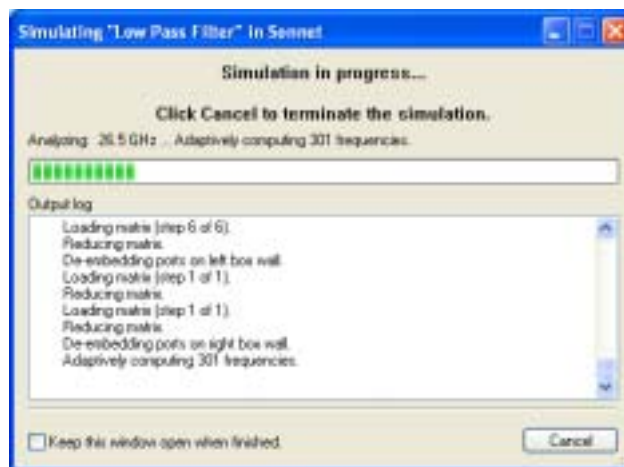 Simulating "Low Pass Filter" in Sonnet
Simulation in progress...
Click Cancel to terminate the simulation.
Analyzing: 26.5 GHz ... Adaptively computing 301 frequencies.
Output log
Loading matrix (step 6 of 6).
Reducing matrix.
De-embedding ports on left box wall.
Loading matrix (step 1 of 1).
Reducing matrix.
Loading matrix (step 1 of 1).
Reducing matrix.
De-embedding ports on right box wall.
Adaptively computing 301 frequencies.
Keep this window open when finished.
Cancel